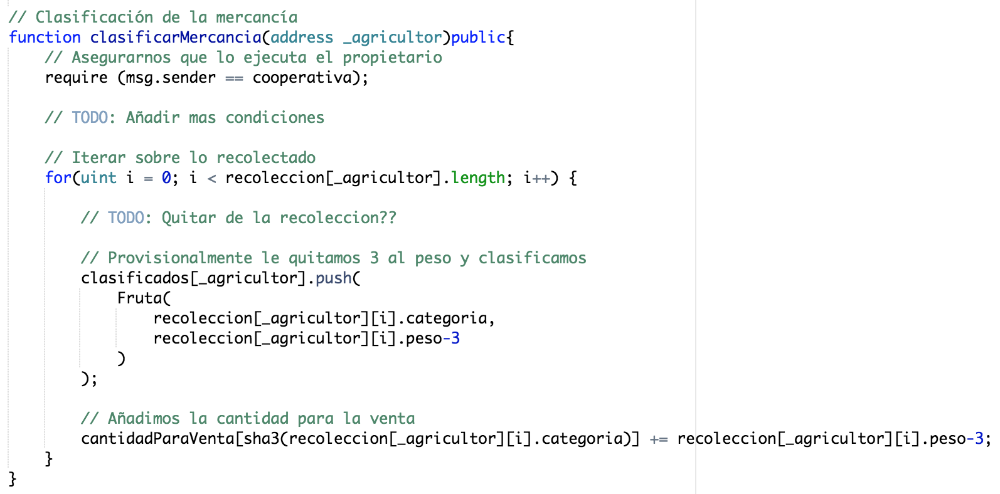 // Clasificación de la mercancía
function clasificarMercancia(address _agricultor)public{
// Asegurarnos que lo ejecuta el propietario
require (msg.sender == cooperativa);
// TODO: Añadir mas condiciones
// Iterar sobre lo recolectado
for(uint i = 0; i < recoleccion[_agricultor].length; i++) {
// TODO: Quitar de la recoleccion??
// Provisionalmente le quitamos 3 al peso y clasificamos
clasificados[_agricultor].push(
Fruta(
recoleccion[_agricultor][i].categoria,
recoleccion[_agricultor][i].peso-3
)
);
// Añadimos la cantidad para la venta
cantidadParaVenta[sha3(recoleccion[_agricultor][i].categoria)] += recoleccion[_agricultor][i].peso-3;
}
}